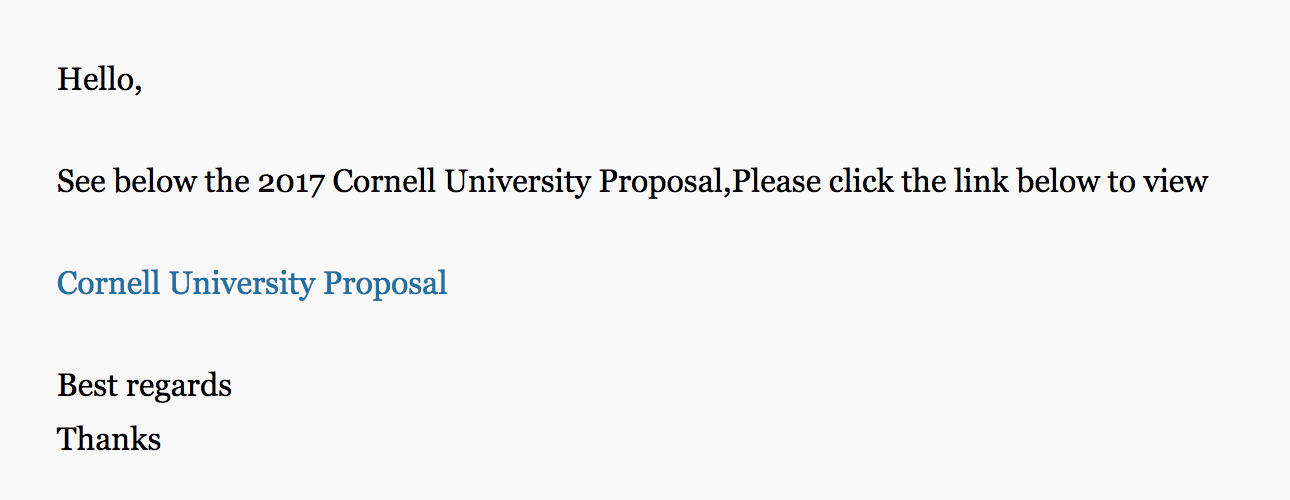 Hello,
See below the 2017 Cornell University Proposal,Please click the link below to view
Cornell University Proposal
Best regards
Thanks